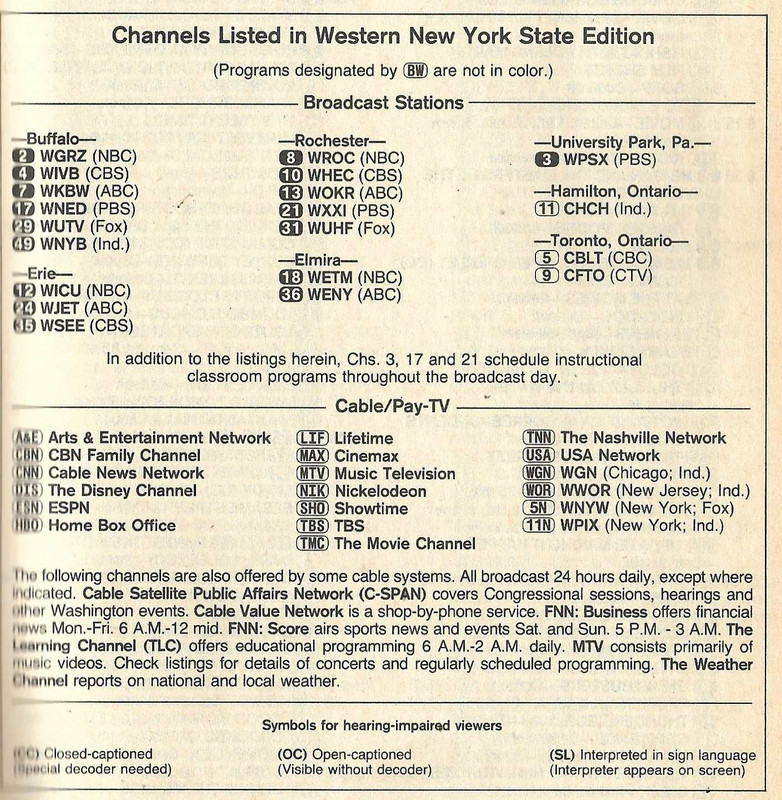 Channels Listed in Western New York State Edition
(Programs designated by BW are not in color.)
Broadcast Stations
—Buffalo—
2 WGRZ (NBC)
4 WIVB (CBS)
7 WKBW (ABC)
17 WNED (PBS)
29 WUTV (Fox)
49 WNYB (Ind.)
—Erie—
12 WICU (NBC)
24 WJET (ABC)
35 WSEE (CBS)
—Rochester—
8 WROC (NBC)
10 WHEC (CBS)
13 WOKR (ABC)
21 WXXI (PBS)
31 WUHF (Fox)
—Elmira—
18 WETM (NBC)
36 WENY (ABC)
—University Park, Pa.—
3 WPSX (PBS)
—Hamilton, Ontario—
11 CHCH (Ind.)
—Toronto, Ontario—
5 CBLT (CBC)
9 CFTO (CTV)
In addition to the listings herein, Chs. 3, 17 and 21 schedule instructional
classroom programs throughout the broadcast day.
Cable/Pay-TV
A&E Arts & Entertainment Network
CBN CBN Family Channel
CNN Cable News Network
DIS The Disney Channel
ESN ESPN
HBO Home Box Office
LIF Lifetime
MAX Cinemax
MTV Music Television
NIK Nickelodeon
SHO Showtime
TBS TBS
TMC The Movie Channel
TNN The Nashville Network
USA USA Network
WGN WGN (Chicago; Ind.)
WOR WWOR (New Jersey; Ind.)
5N WNYW (New York; Fox)
11N WPIX (New York; Ind.)
The following channels are also offered by some cable systems. All broadcast 24 hours daily, except where
indicated. Cable Satellite Public Affairs Network (C-SPAN) covers Congressional sessions, hearings and
other Washington events. Cable Value Network is a shop-by-phone service. FNN: Business offers financial
news Mon.-Fri. 6 A.M.-12 mid. FNN: Score airs sports news and events Sat. and Sun. 5 P.M. - 3 A.M. The
Learning Channel (TLC) offers educational programming 6 A.M.-2 A.M. daily. MTV consists primarily of
music videos. Check listings for details of concerts and regularly scheduled programming. The Weather
Channel reports on national and local weather.
Symbols for hearing-impaired viewers
(CC) Closed-captioned
(Special decoder needed)
(OC) Open-captioned
(Visible without decoder)
(SL) Interpreted in sign language
(Interpreter appears on screen)